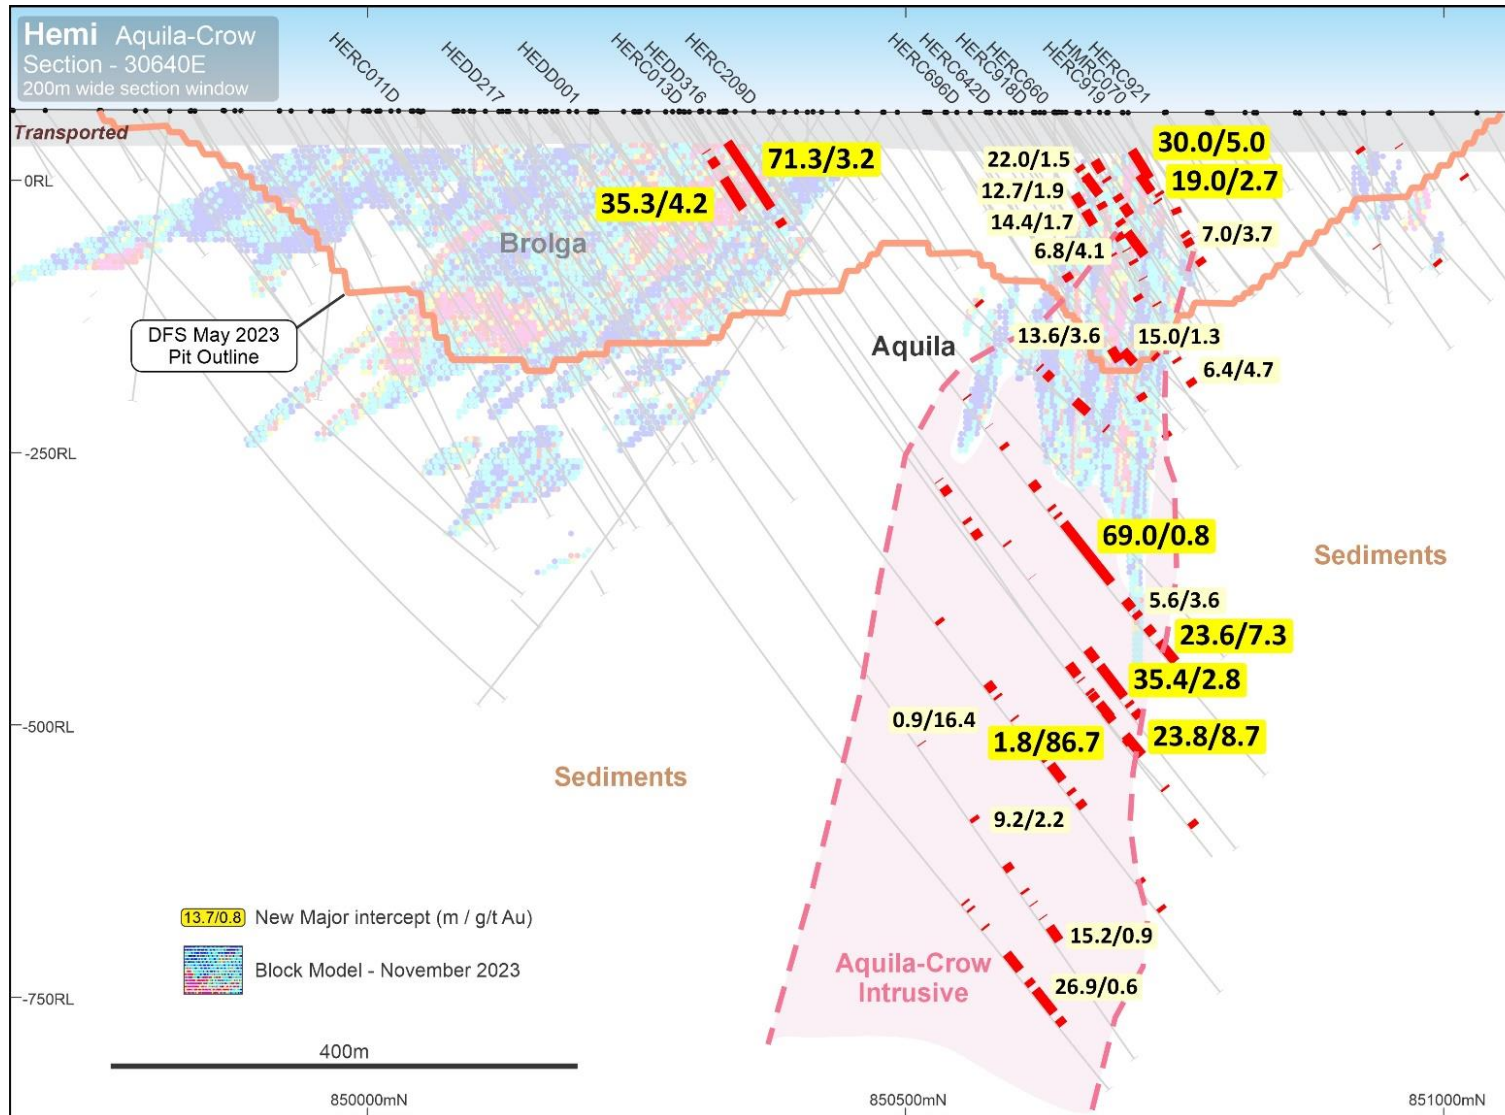 Hemi Aquila-Crow
Section - 30640E
200m wide section window
HERC011D
HEDD217
HEDD001
HERC013D
HEDD316
HERC209D
HERC696D
HERC642D
HERC918D
HERC660
HERC919
HMRC070
HERC921
Transported
0RL
71.3/3.2
35.3/4.2
Brolga
22.0/1.5
12.7/1.9
14.4/1.7
6.8/4.1
30.0/5.0
19.0/2.7
7.0/3.7
DFS May 2023
Pit Outline
Aquila
13.6/3.6
15.0/1.3
6.4/4.7
-250RL
69.0/0.8
Sediments
5.6/3.6
23.6/7.3
35.4/2.8
-500RL
0.9/16.4
1.8/86.7
23.8/8.7
Sediments
9.2/2.2
13.7/0.8 New Major intercept (m / g/t Au)
Block Model - November 2023
15.2/0.9
Aquila-Crow
Intrusive
26.9/0.6
-750RL
400m
850000mN
850500mN
851000mN